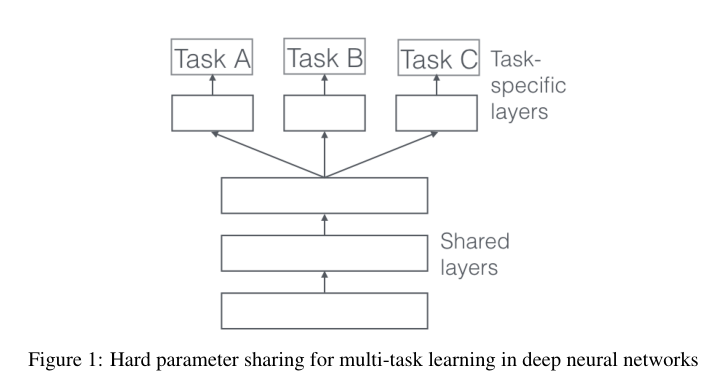 Task A Task B Task C
Task-
specific
layers
Shared
layers
Figure 1: Hard parameter sharing for multi-task learning in deep neural networks